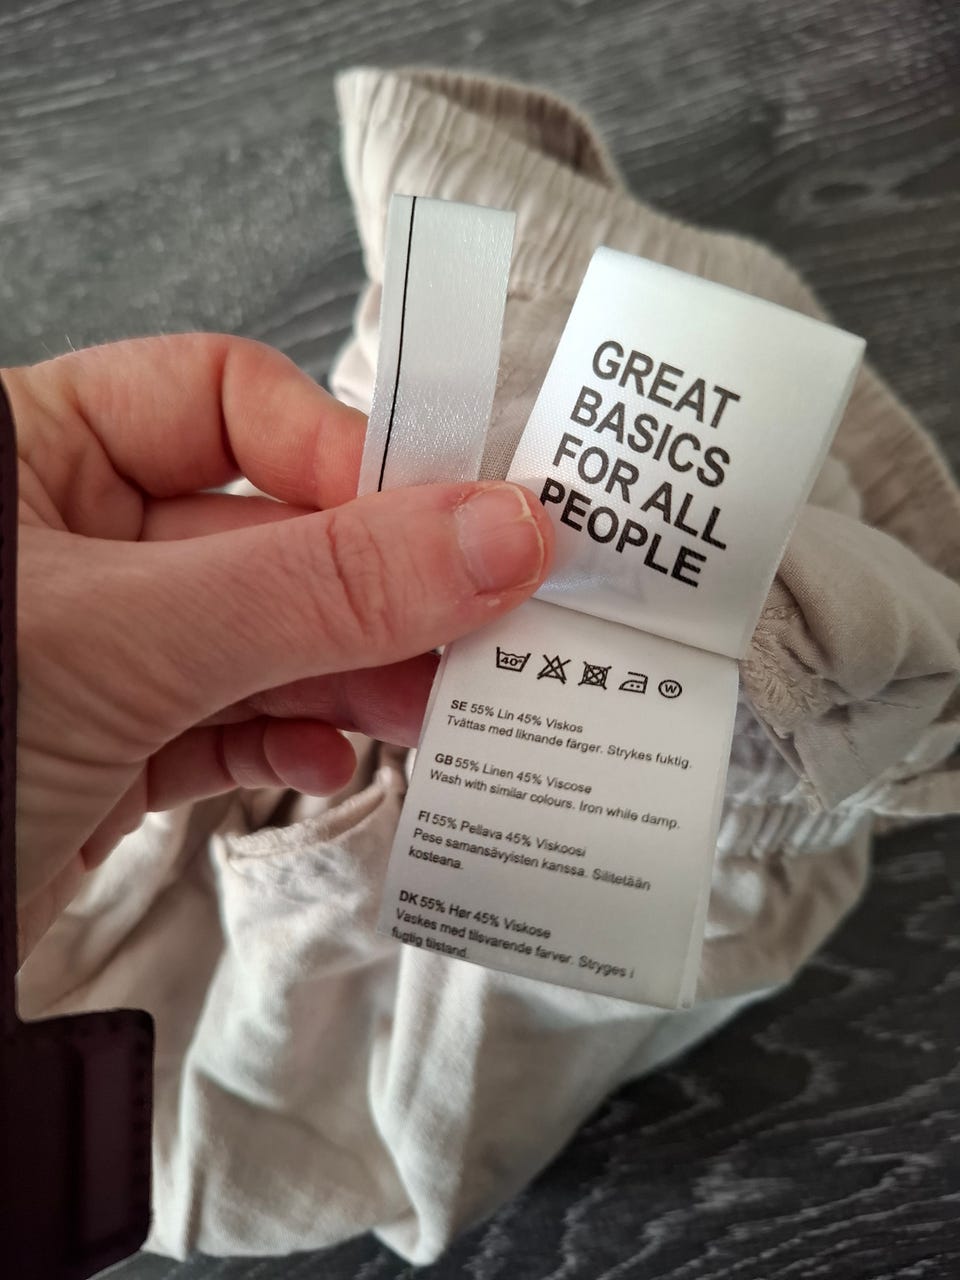 GREAT
BASICS
FOR ALL
PEOPLE
40°
W
SE 55% Lin 45% Viskos
Tvättas med liknande färger. Strykes fuktig.
GB 55% Linen 45% Viscose
Wash with similar colours. Iron while damp.
FI 55% Pellava 45% Viskoosi
Pese samansävyisten kanssa. Silitetään
kosteana.
DK 55% Hør 45% Viskose
Vaskes med tilsvarende farver. Stryges i
fugtig tilstand.